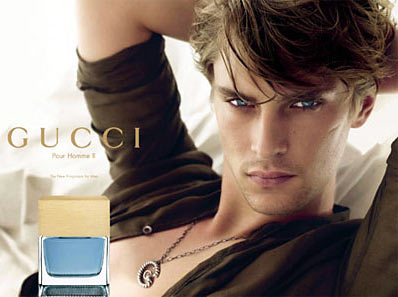 GUCCI
Pour Homme II
The New Fragrance for Men